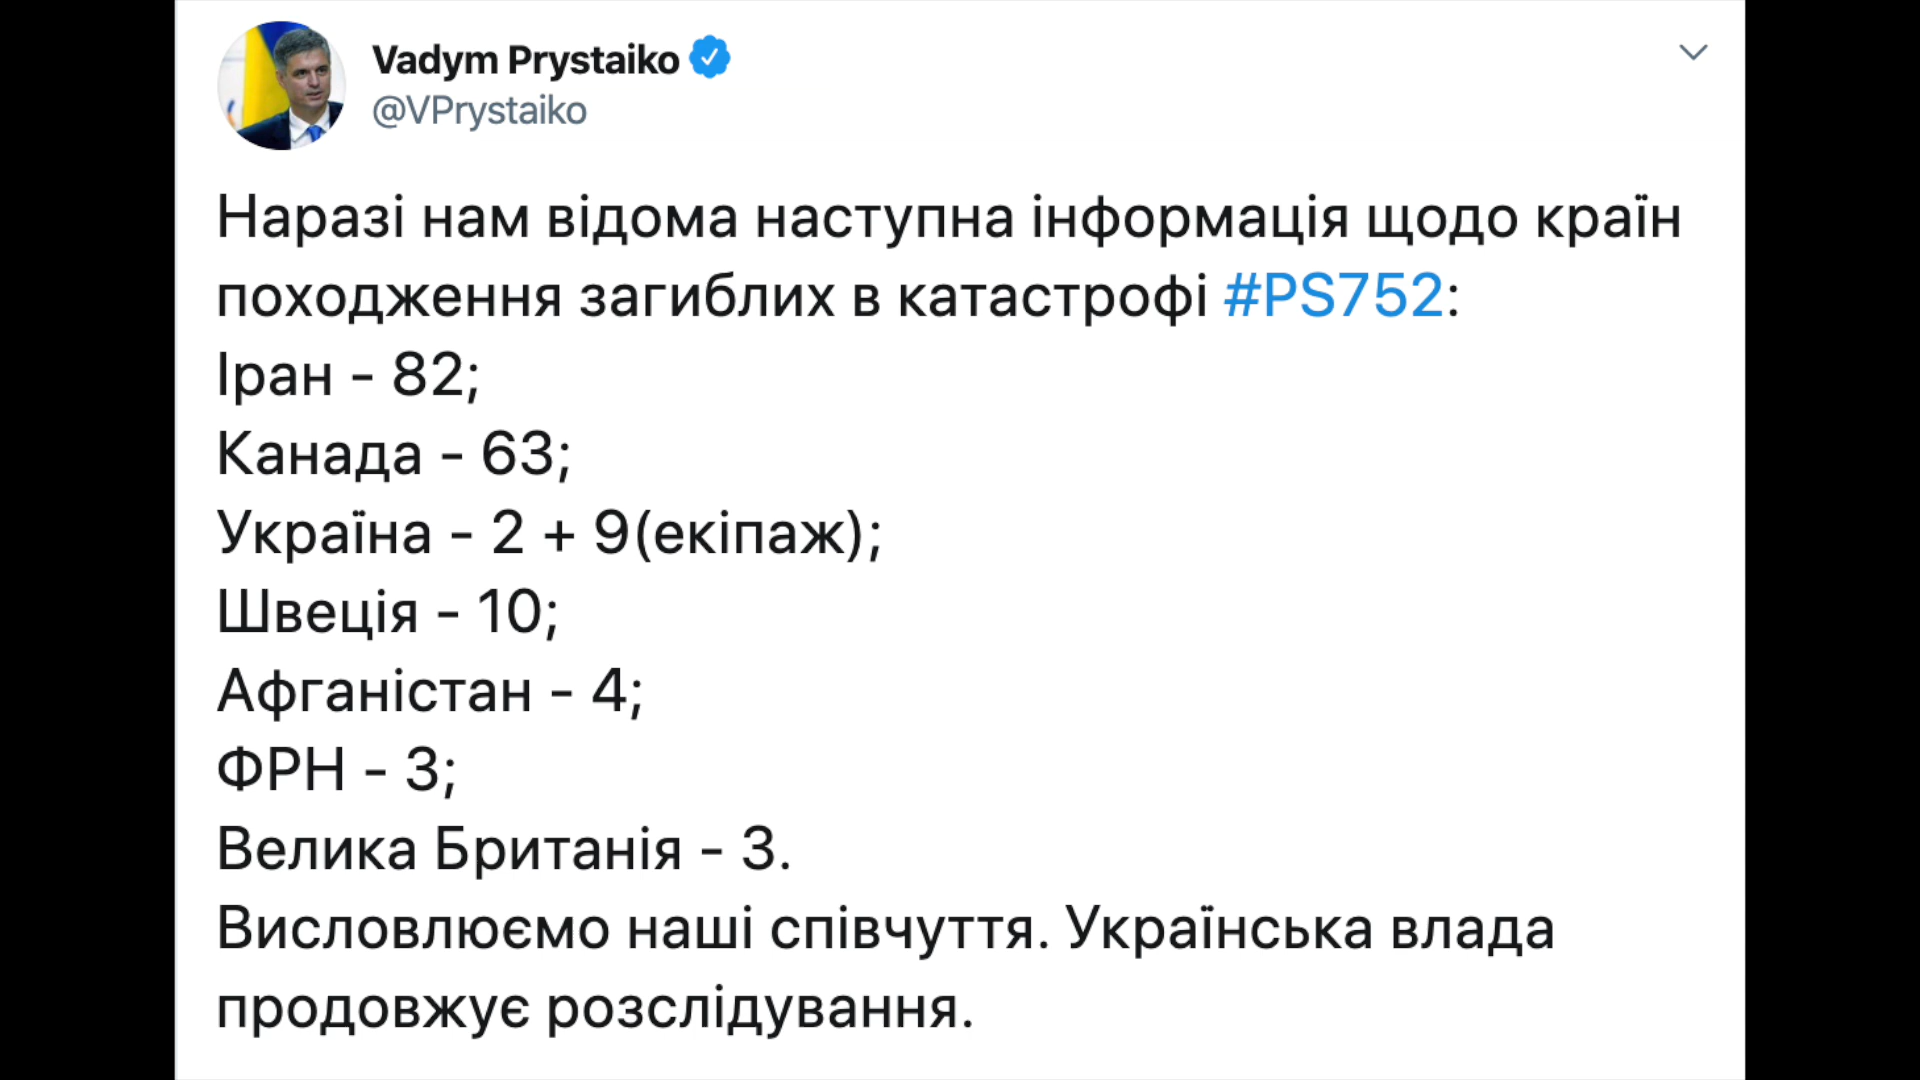 Vadym Prystaiko
@VPrystaiko
Наразі нам відома наступна інформація щодо країн
походження загиблих в катастрофі #PS752:
Іран - 82;
Канада - 63;
Україна - 2 + 9(екіпаж);
Швеція - 10;
Афганістан - 4;
ФРН - 3;
Велика Британія - 3.
Висловлюємо наші співчуття. Українська влада
продовжує розслідування.